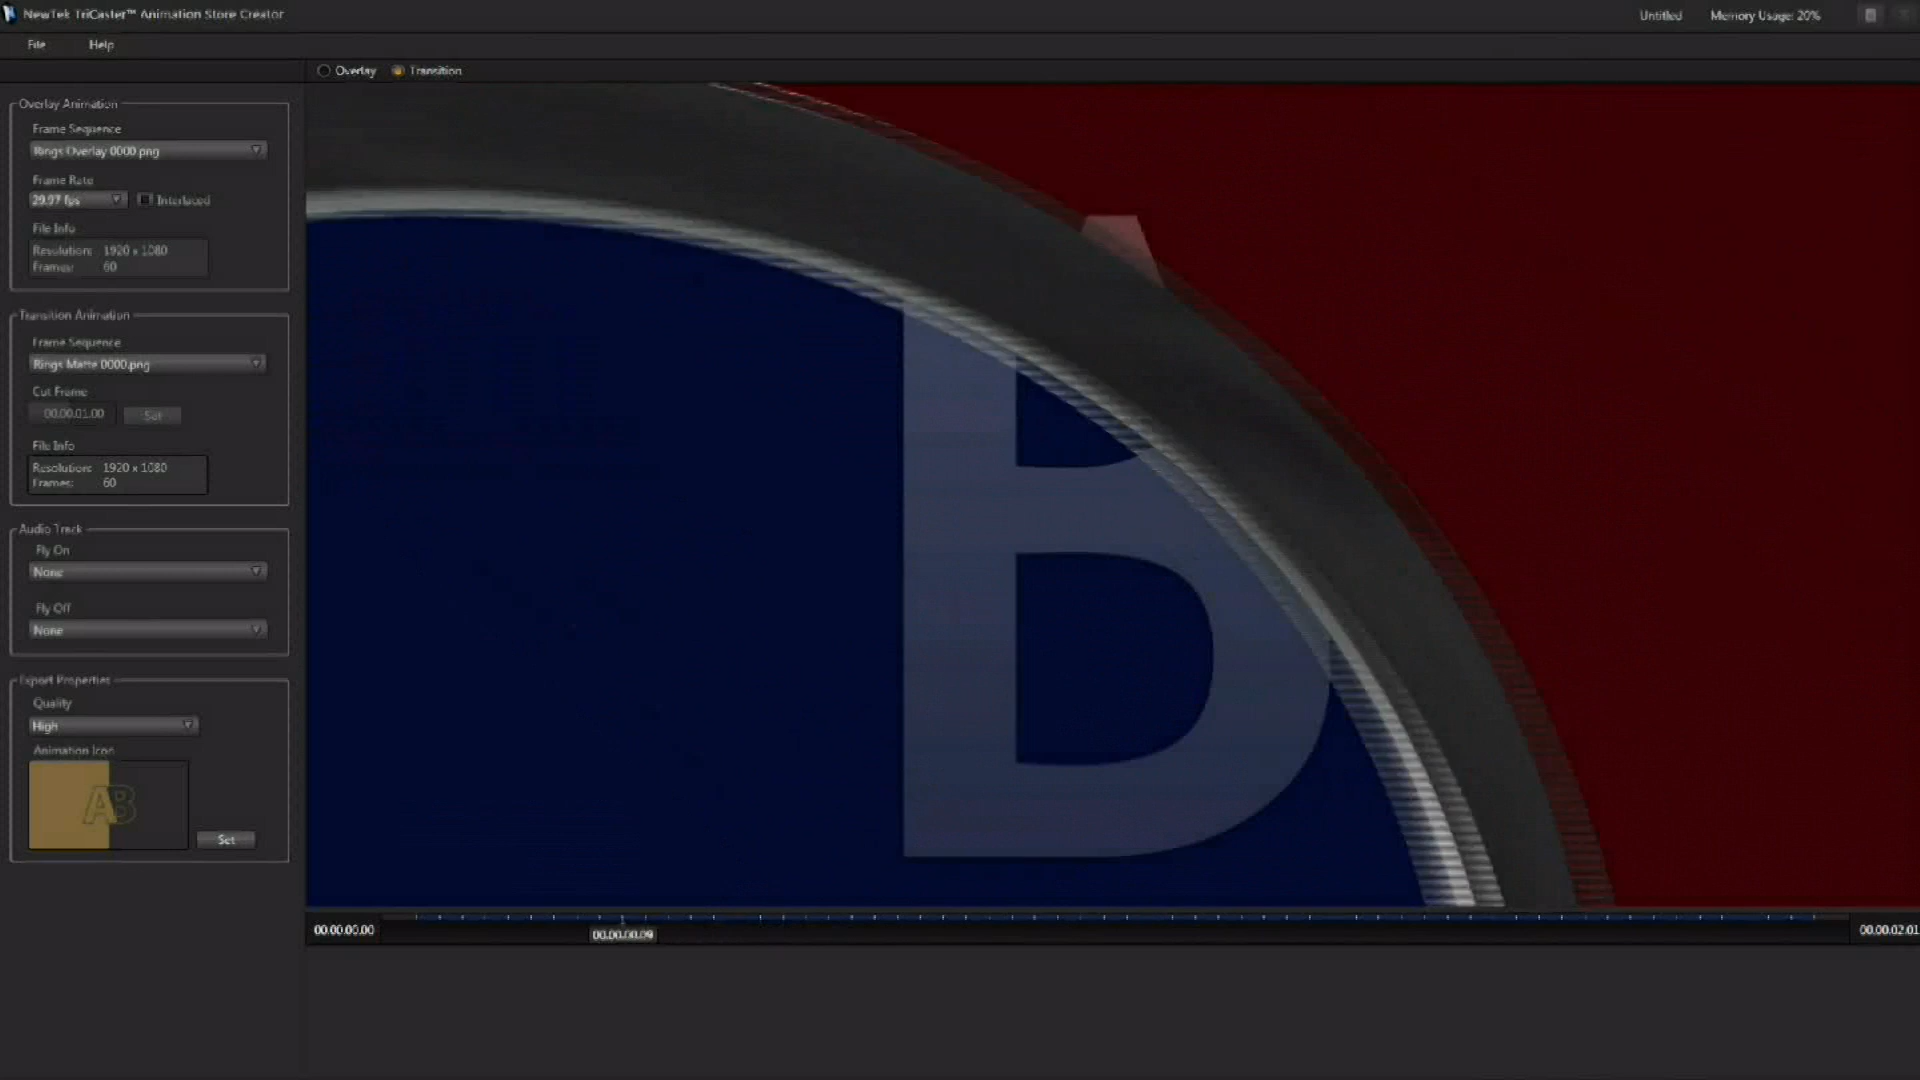 NewTek TriCaster™ Animation Store Creator
Untitled
Memory Usage: 20%
File
Help
Overlay
Transition
Overlay Animation
Frame Sequence
Rings Overlay 0000.png
Frame Rate
29.97 fps
Interlaced
File Info
Resolution: 1920 x 1080
Frames: 60
Transition Animation
Frame Sequence
Rings Matte 0000.png
Cut Frame
00.00.01.00
Set
File Info
Resolution: 1920 x 1080
Frames: 60
Audio Track
Fly On
None
Fly Off
None
Export Properties
Quality
High
Animation Icon
AB
Set
A
B
00.00.00.00
00.00.00.09
00.00.02.01